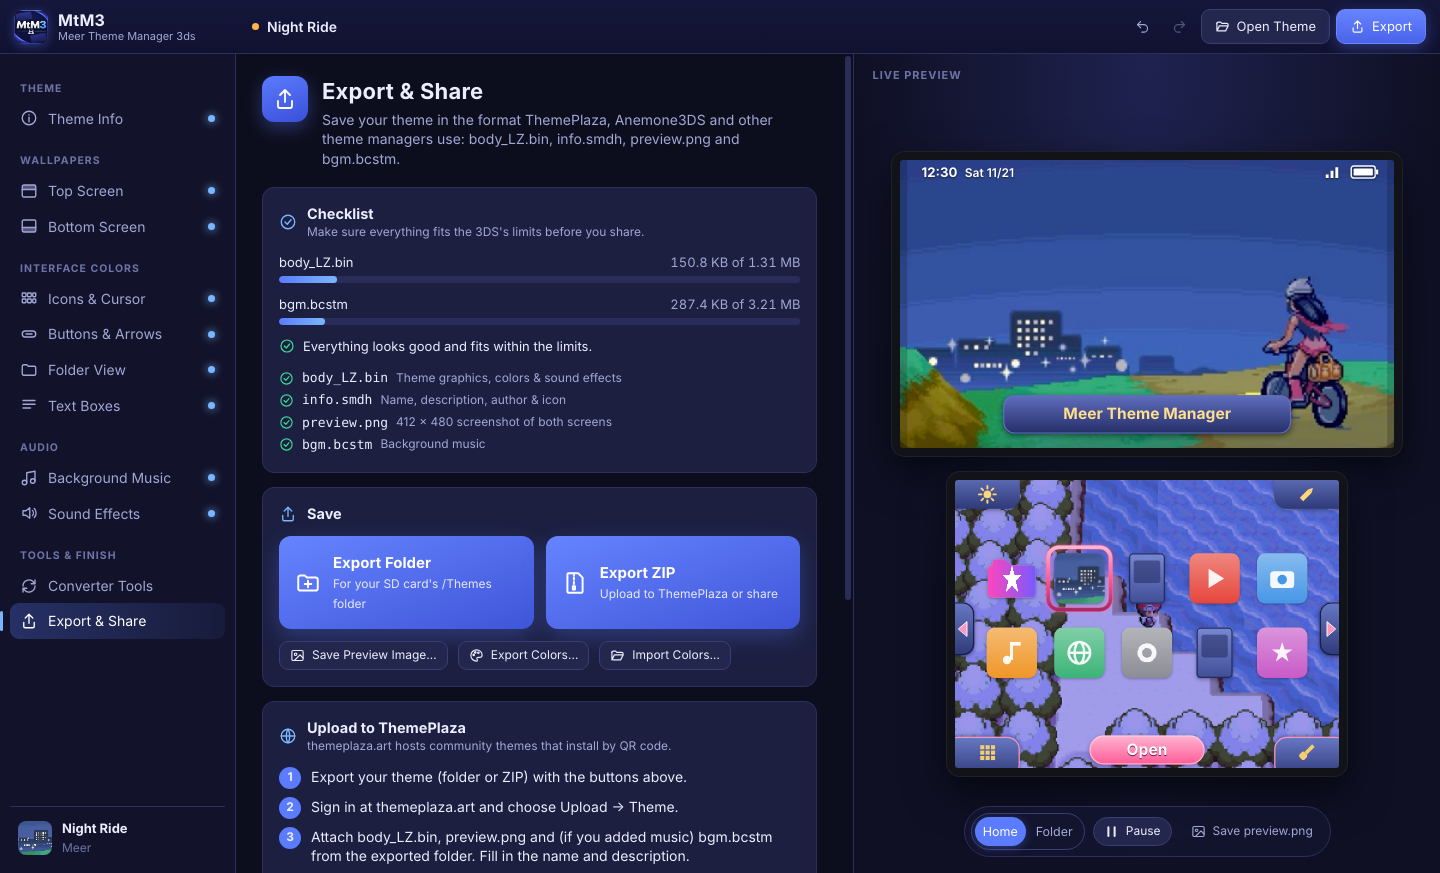 MtM3
MtM3
Meer Theme Manager 3ds
Night Ride
Open Theme
Export
THEME
Theme Info
WALLPAPERS
Top Screen
Bottom Screen
INTERFACE COLORS
Icons & Cursor
Buttons & Arrows
Folder View
Text Boxes
AUDIO
Background Music
Sound Effects
TOOLS & FINISH
Converter Tools
Export & Share
Night Ride
Meer
Export & Share
Save your theme in the format ThemePlaza, Anemone3DS and other
theme managers use: body_LZ.bin, info.smdh, preview.png and
bgm.bcstm.
Checklist
Make sure everything fits the 3DS's limits before you share.
body_LZ.bin 150.8 KB of 1.31 MB
bgm.bcstm 287.4 KB of 3.21 MB
Everything looks good and fits within the limits.
body_LZ.bin Theme graphics, colors & sound effects
info.smdh Name, description, author & icon
preview.png 412 × 480 screenshot of both screens
bgm.bcstm Background music
Save
Export Folder
For your SD card's /Themes
folder
Export ZIP
Upload to ThemePlaza or share
Save Preview Image...
Export Colors...
Import Colors...
Upload to ThemePlaza
themeplaza.art hosts community themes that install by QR code.
1 Export your theme (folder or ZIP) with the buttons above.
2 Sign in at themeplaza.art and choose Upload → Theme.
3 Attach body_LZ.bin, preview.png and (if you added music) bgm.bcstm
from the exported folder. Fill in the name and description.
LIVE PREVIEW
12:30 Sat 11/21
Meer Theme Manager
Open
Home
Folder
Pause
Save preview.png